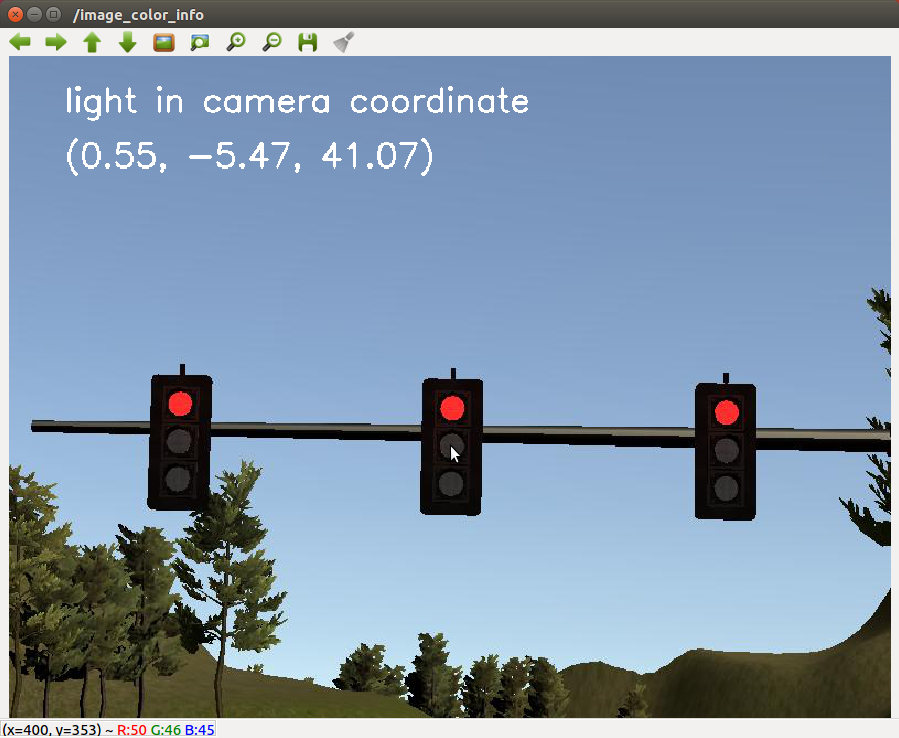 /image_color_info
light in camera coordinate
(0.55, −5.47, 41.07)
(x=400, y=353) ~ R:50 G:46 B:45